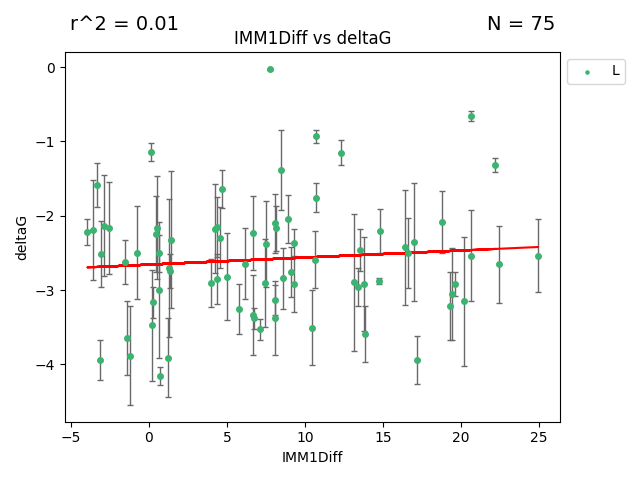 r^2 = 0.01
N = 75
IMM1Diff vs deltaG
L
deltaG
0
−1
−2
−3
−4
−5
0
5
10
15
20
25
IMM1Diff